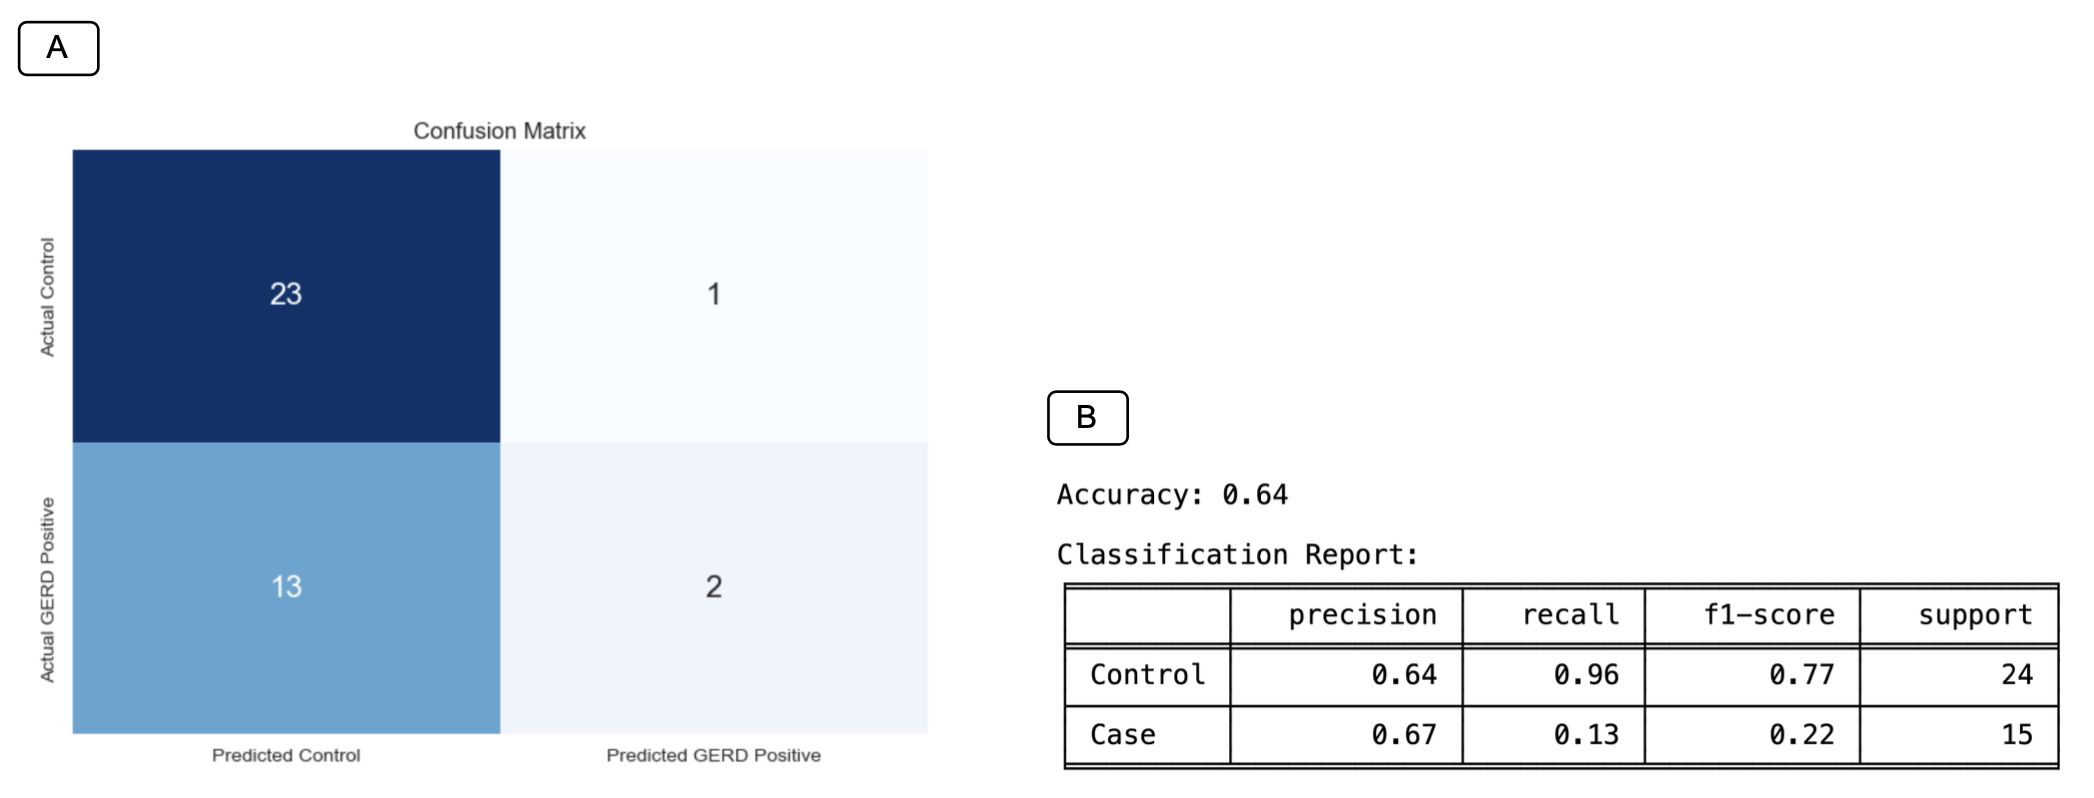 A
Confusion Matrix
Actual Control
23
1
Actual GERD Positive
13
2
Predicted Control
Predicted GERD Positive
B
Accuracy: 0.64
Classification Report:
precision recall f1-score support
Control 0.64 0.96 0.77 24
Case 0.67 0.13 0.22 15